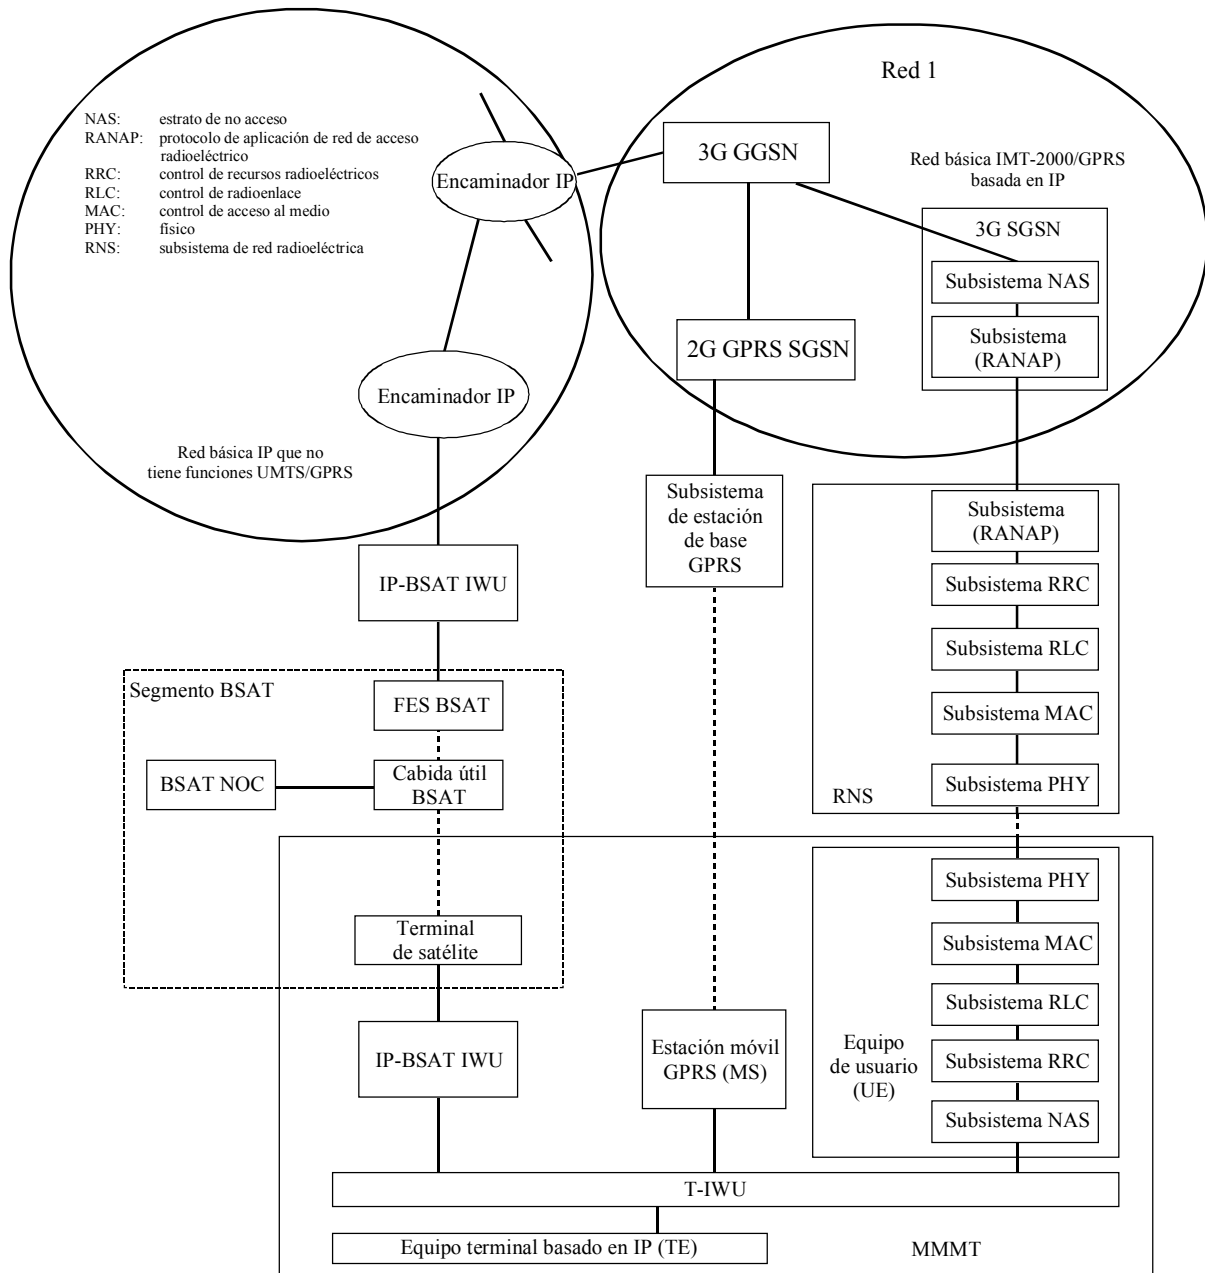 NAS: estrato de no acceso
RANAP: protocolo de aplicación de red de acceso
radioeléctrico
RRC: control de recursos radioeléctricos
RLC: control de radioenlace
MAC: control de acceso al medio
PHY: físico
RNS: subsistema de red radioeléctrica
Encaminador IP
Encaminador IP
Red básica IP que no
tiene funciones UMTS/GPRS
Red 1
3G GGSN
Red básica IMT-2000/GPRS
basada en IP
3G SGSN
Subsistema NAS
Subsistema
(RANAP)
2G GPRS SGSN
Subsistema
de estación
de base
GPRS
Subsistema
(RANAP)
Subsistema RRC
Subsistema RLC
Subsistema MAC
Subsistema PHY
RNS
IP-BSAT IWU
Segmento BSAT
FES BSAT
BSAT NOC
Cabida útil
BSAT
Terminal
de satélite
IP-BSAT IWU
Estación móvil
GPRS (MS)
Subsistema PHY
Subsistema MAC
Subsistema RLC
Subsistema RRC
Subsistema NAS
Equipo
de usuario
(UE)
T-IWU
Equipo terminal basado en IP (TE)
MMMT